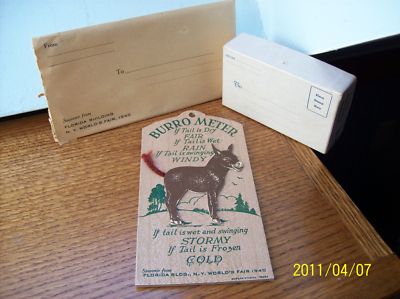 From
To
Souvenir from
FLORIDA BUILDING
N. Y. WORLD'S FAIR, 1940
To:
BURRO METER
If Tail is Dry
FAIR
If Tail is Wet
RAIN
If Tail is swinging
WINDY
If tail is wet and swinging
STORMY
If Tail is Frozen
COLD
Souvenir from
FLORIDA BLDG., N.Y. WORLD'S FAIR 1940
2011/04/07